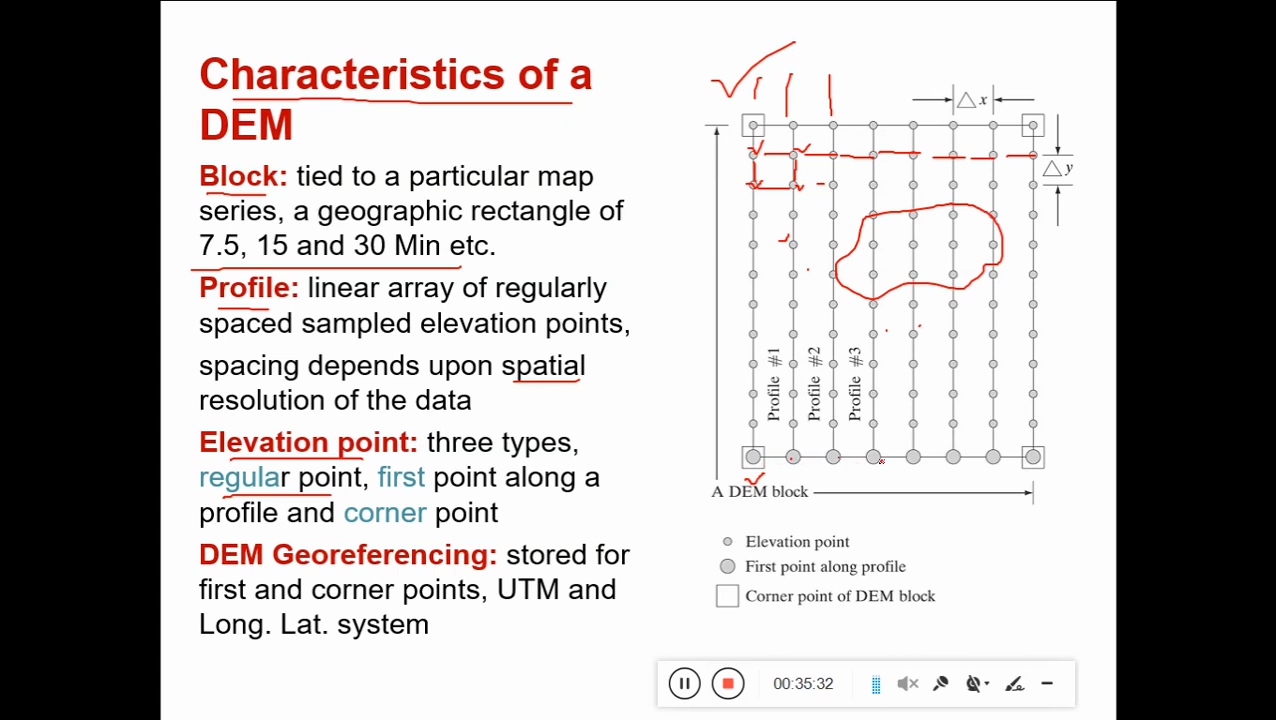 Characteristics of a
DEM
Block: tied to a particular map
series, a geographic rectangle of
7.5, 15 and 30 Min etc.
Profile: linear array of regularly
spaced sampled elevation points,
spacing depends upon spatial
resolution of the data
Elevation point: three types,
regular point, first point along a
profile and corner point
DEM Georeferencing: stored for
first and corner points, UTM and
Long. Lat. system
△ x
△ y
Profile #1
Profile #2
Profile #3
A DEM block
Elevation point
First point along profile
Corner point of DEM block
00:35:32